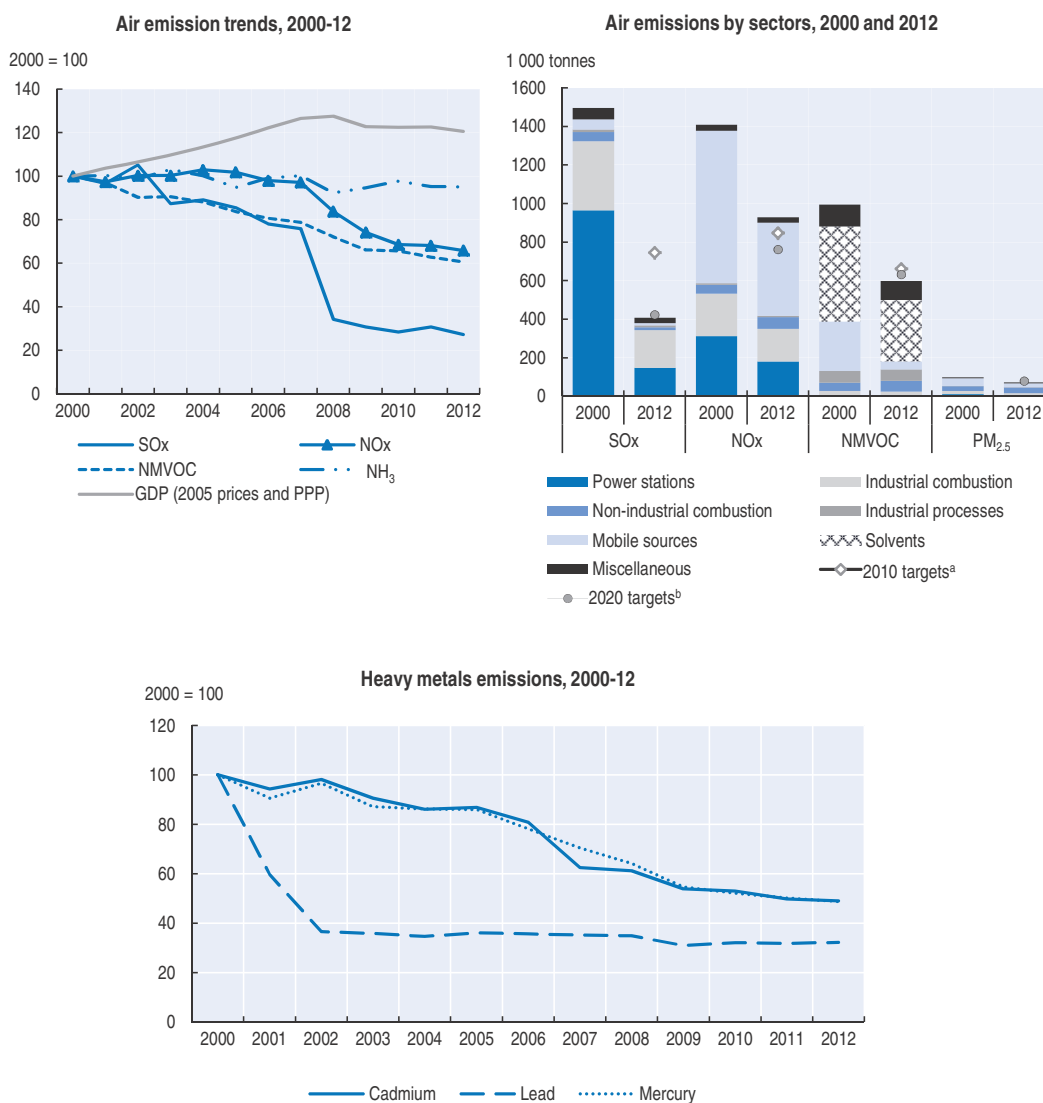 Air emission trends, 2000-12
2000 = 100
140
120
100
80
60
40
20
0
2000 2002 2004 2006 2008 2010 2012
SOx NOx
NMVOC NH3
GDP (2005 prices and PPP)
Air emissions by sectors, 2000 and 2012
1 000 tonnes
1600
1400
1200
1000
800
600
400
200
0
2000 2012 2000 2012 2000 2012 2000 2012
SOx NOx NMVOC PM2.5
Power stations Industrial combustion
Non-industrial combustion Industrial processes
Mobile sources Solvents
Miscellaneous 2010 targetsa
2020 targetsb
Heavy metals emissions, 2000-12
2000 = 100
120
100
80
60
40
20
0
2000 2001 2002 2003 2004 2005 2006 2007 2008 2009 2010 2011 2012
Cadmium Lead Mercury